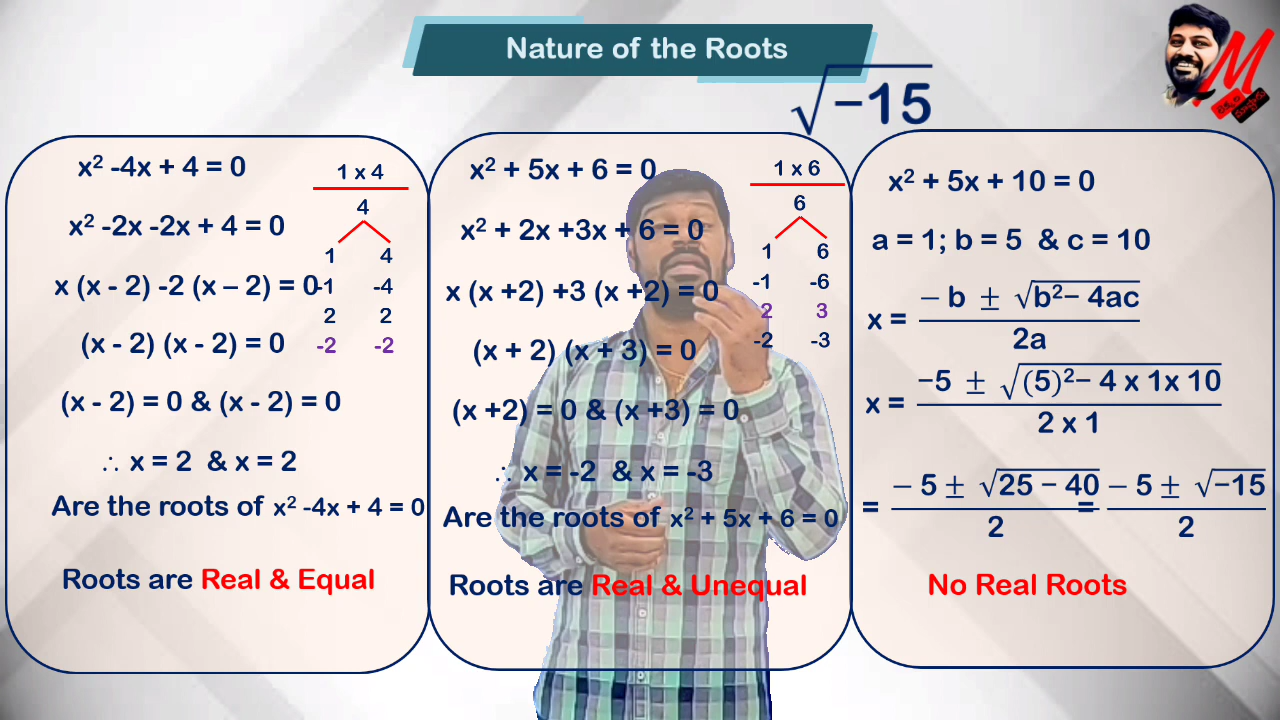 Nature of the Roots
√−15
x² -4x + 4 = 0
1 x 4
x² -2x -2x + 4 = 0
4
1 4
x (x - 2) -2 (x – 2) = 0
-1 -4
2 2
(x - 2) (x - 2) = 0
-2 -2
(x - 2) = 0 & (x - 2) = 0
∴ x = 2 & x = 2
Are the roots of x² -4x + 4 = 0
Roots are Real & Equal
x² + 5x + 6 = 0
1 x 6
x² + 2x +3x + 6 = 0
6
1 6
x (x +2) +3 (x +2) = 0
-1 -6
2 3
(x + 2) (x + 3) = 0
-2 -3
(x +2) = 0 & (x +3) = 0
∴ x = -2 & x = -3
Are the roots of x² + 5x + 6 = 0
Roots are Real & Unequal
x² + 5x + 10 = 0
a = 1; b = 5 & c = 10
x = (− b ± √b²− 4ac)/2a
x = (−5 ± √(5)²− 4 x 1x 10)/2 x 1
= (− 5 ± √25 − 40)/2 = (− 5 ± √−15)/2
No Real Roots
M